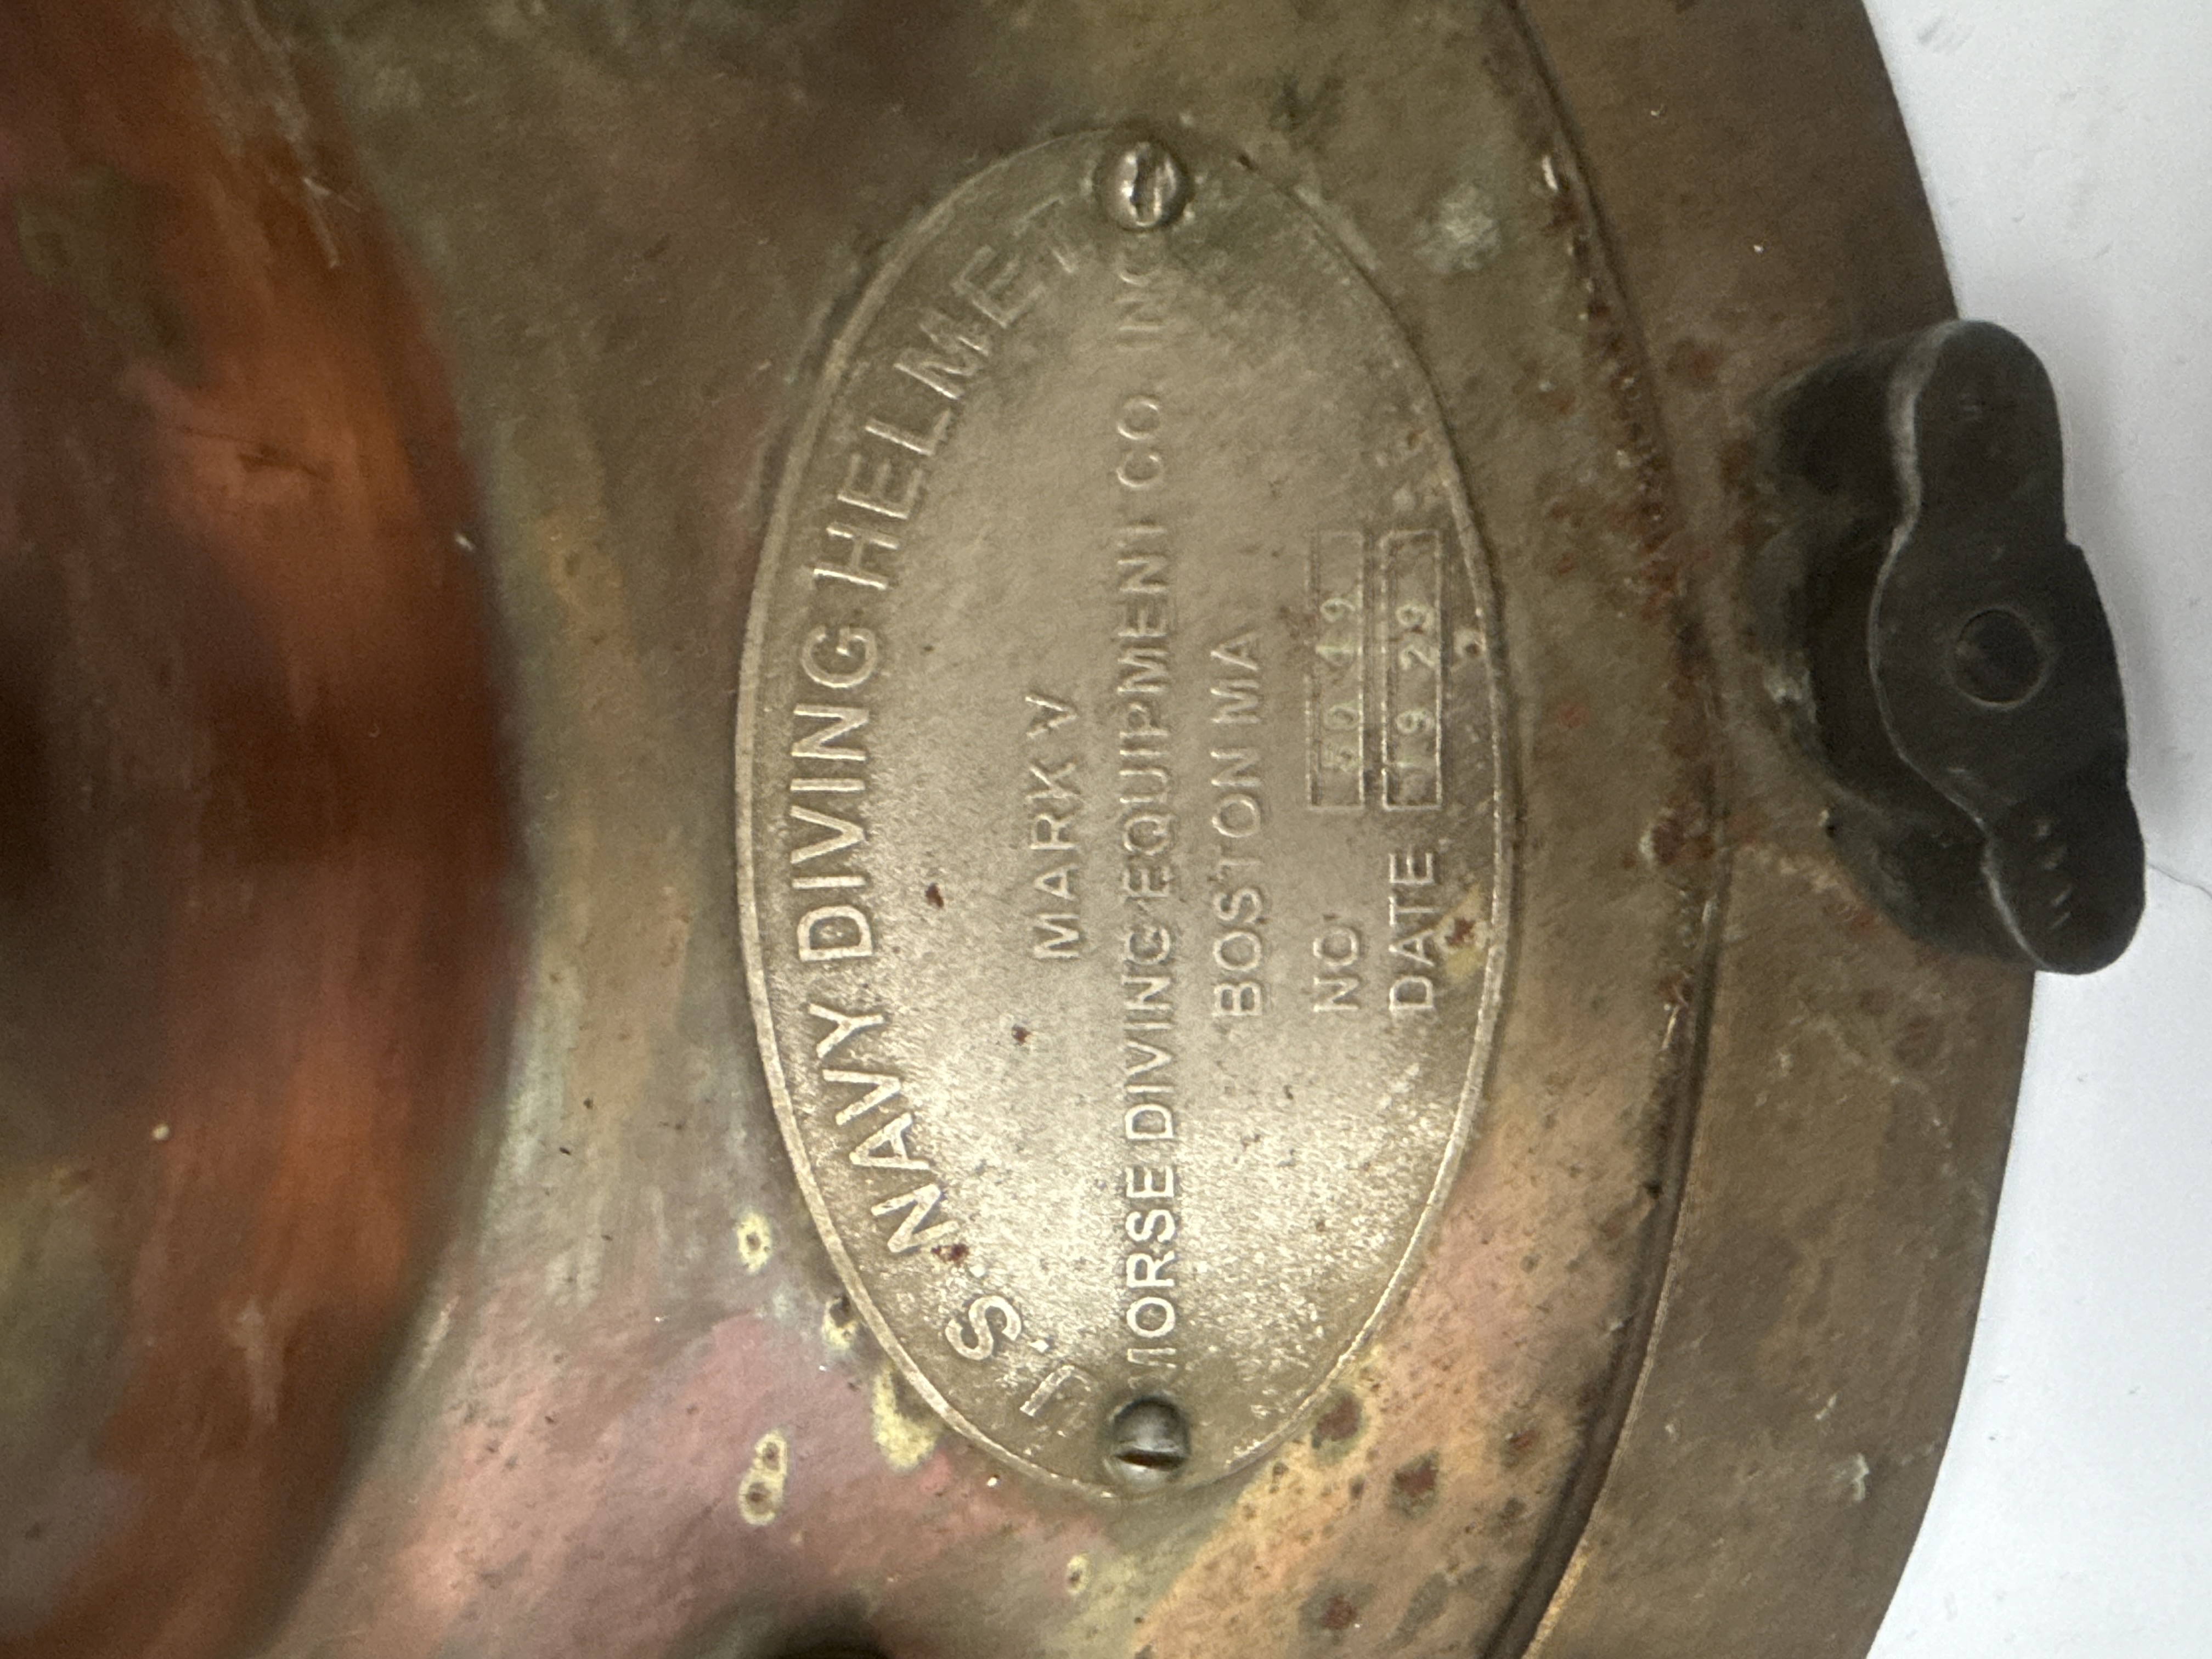 U.S. NAVY DIVING HELMET
MARK V
MORSE DIVING EQUIPMENT CO INC
BOSTON MA
NO 5049
DATE 1929